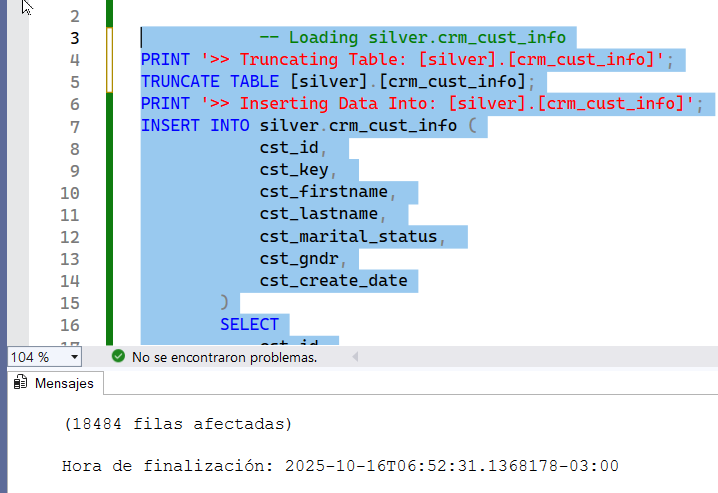 2
3 -- Loading silver.crm_cust_info
4 PRINT '>> Truncating Table: [silver].[crm_cust_info]';
5 TRUNCATE TABLE [silver].[crm_cust_info];
6 PRINT '>> Inserting Data Into: [silver].[crm_cust_info]';
7 INSERT INTO silver.crm_cust_info (
8 cst_id,
9 cst_key,
10 cst_firstname,
11 cst_lastname,
12 cst_marital_status,
13 cst_gndr,
14 cst_create_date
15 )
16 SELECT
104 % No se encontraron problemas.
Mensajes
(18484 filas afectadas)
Hora de finalización: 2025-10-16T06:52:31.1368178-03:00